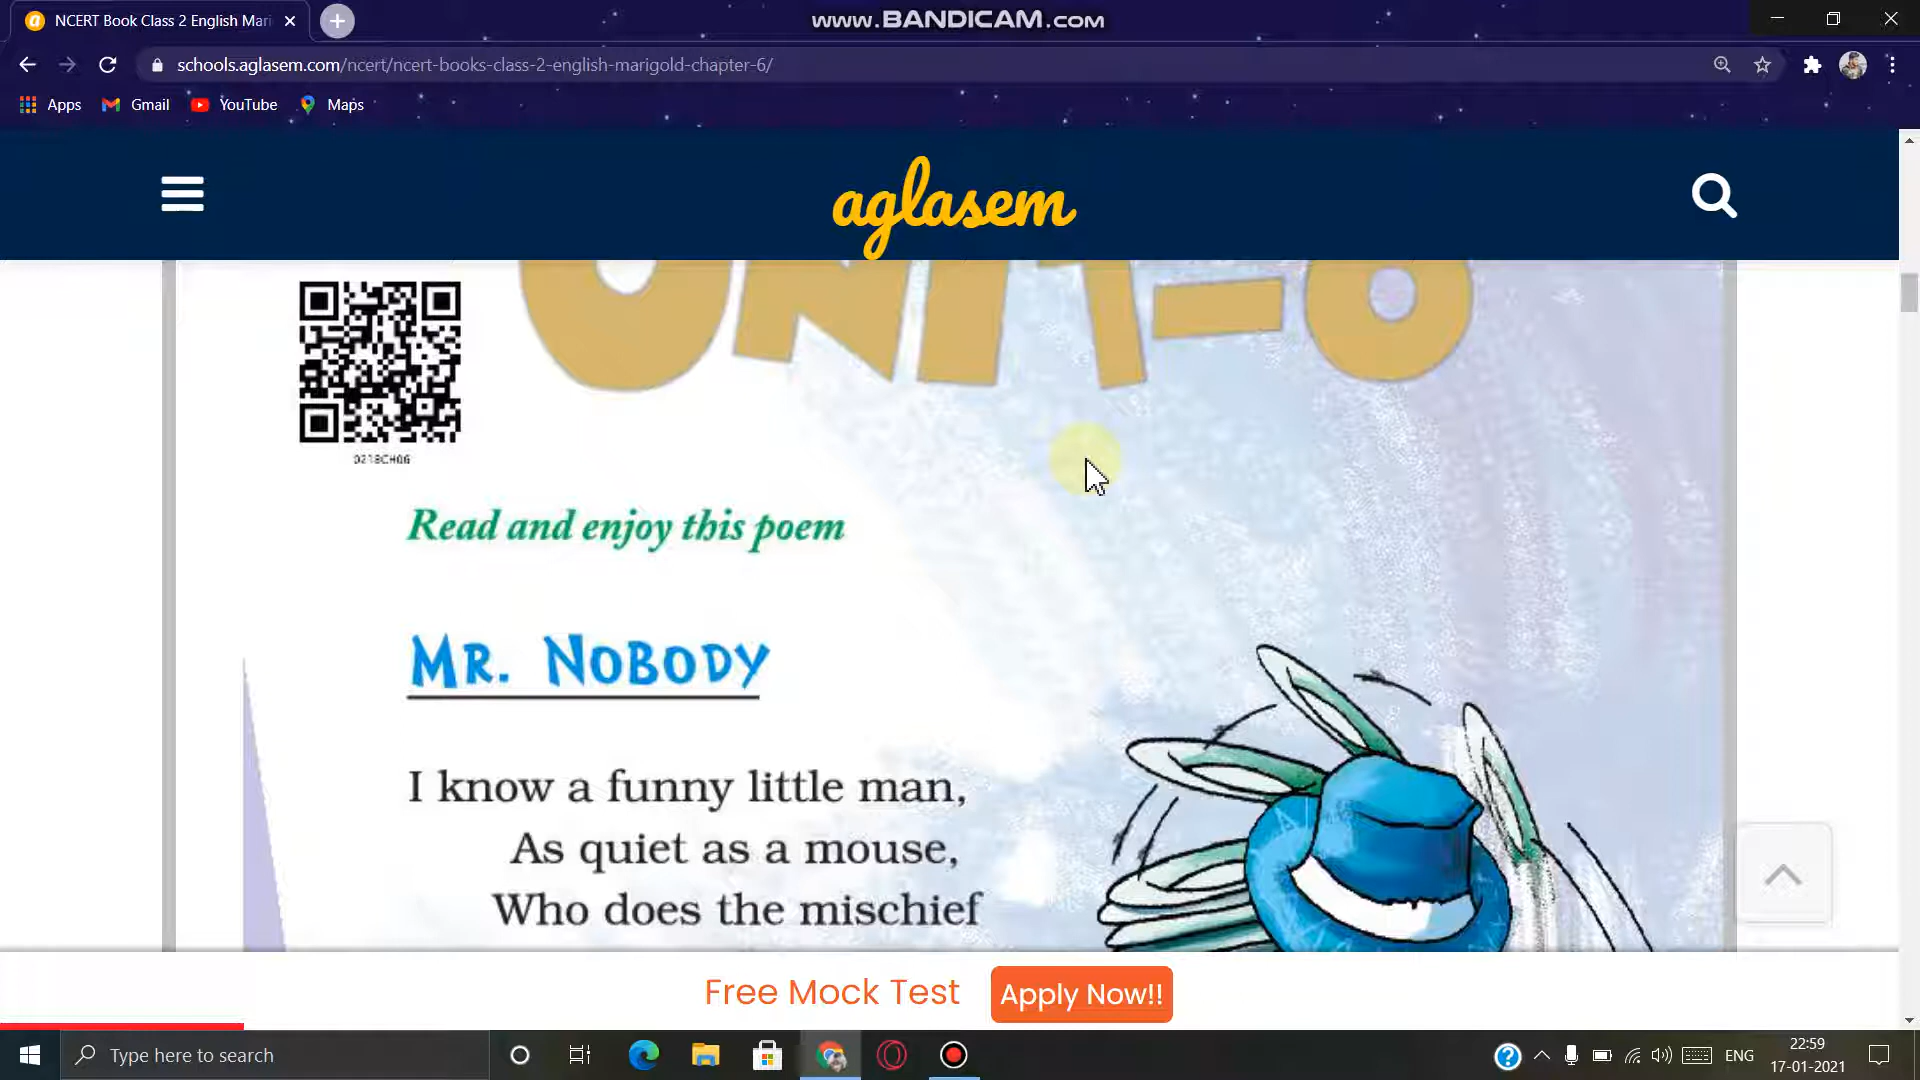 NCERT Book Class 2 English Mari
www.BANDICAM.com
schools.aglasem.com/ncert/ncert-books-class-2-english-marigold-chapter-6/
Apps Gmail YouTube Maps
aglasem
UNIT-6
0218CH06
Read and enjoy this poem
MR. NOBODY
I know a funny little man,
As quiet as a mouse,
Who does the mischief
Free Mock Test Apply Now!!
Type here to search
ENG
22:59
17-01-2021